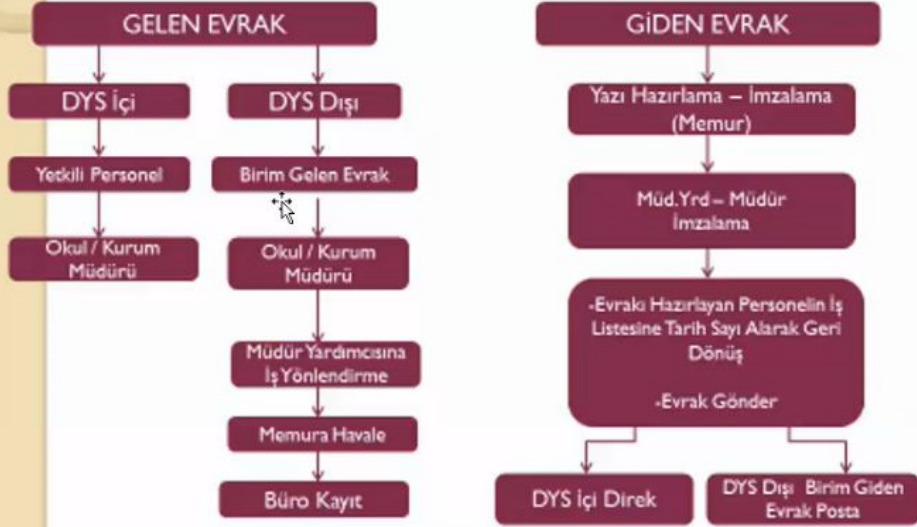 GELEN EVRAK
DYS İçi
DYS Dışı
Yetkili Personel
Birim Gelen Evrak
Okul / Kurum
Müdürü
Okul / Kurum
Müdürü
Müdür Yardımcısına
İş Yönlendirme
Memura Havale
Büro Kayıt
GİDEN EVRAK
Yazı Hazırlama – İmzalama
(Memur)
Müd.Yrd – Müdür
İmzalama
-Evrakı Hazırlayan Personelin İş
Listesine Tarih Sayı Alarak Geri
Dönüş
-Evrak Gönder
DYS İçi Direk
DYS Dışı Birim Giden
Evrak Posta